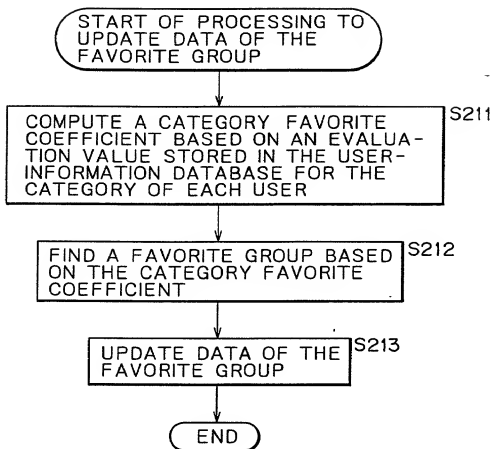 START OF PROCESSING TO
UPDATE DATA OF THE
FAVORITE GROUP
S211
COMPUTE A CATEGORY FAVORITE
COEFFICIENT BASED ON AN EVALUA-
TION VALUE STORED IN THE USER-
INFORMATION DATABASE FOR THE
CATEGORY OF EACH USER
S212
FIND A FAVORITE GROUP BASED
ON THE CATEGORY FAVORITE
COEFFICIENT
S213
UPDATE DATA OF THE
FAVORITE GROUP
END